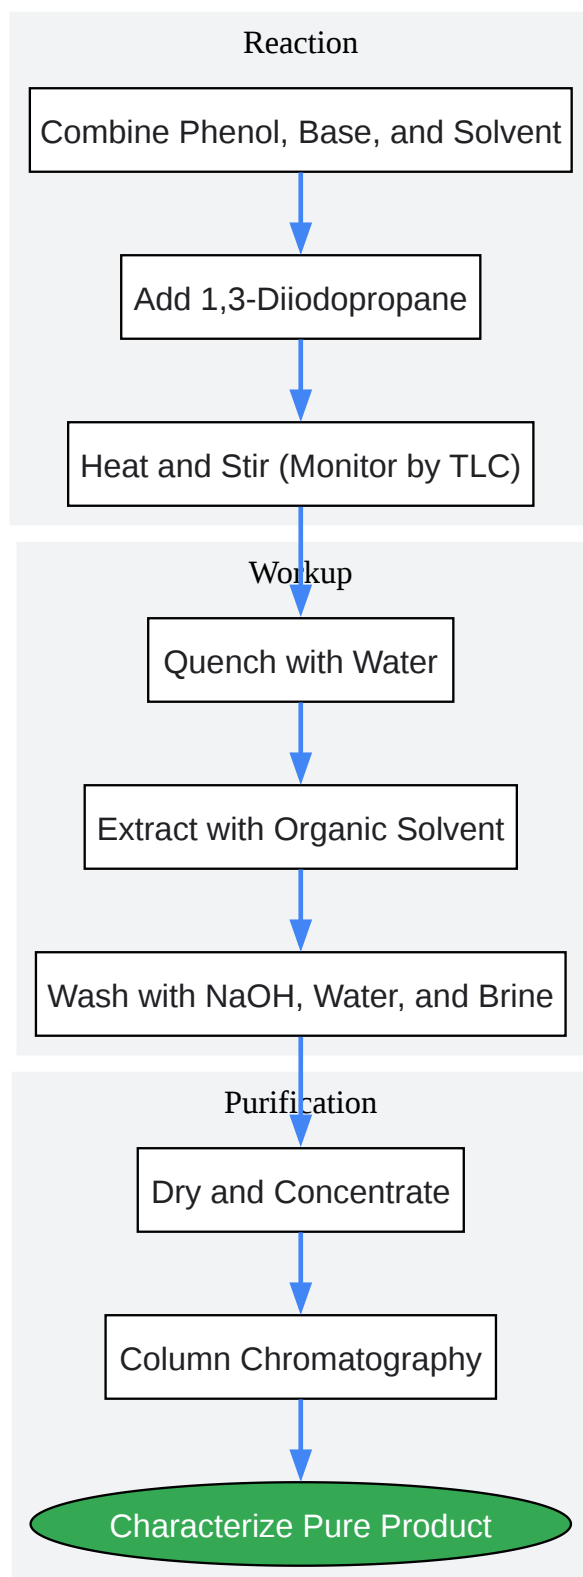 Reaction
Combine Phenol, Base, and Solvent
Add 1,3-Diiodopropane
Heat and Stir (Monitor by TLC)
Workup
Quench with Water
Extract with Organic Solvent
Wash with NaOH, Water, and Brine
Purification
Dry and Concentrate
Column Chromatography
Characterize Pure Product